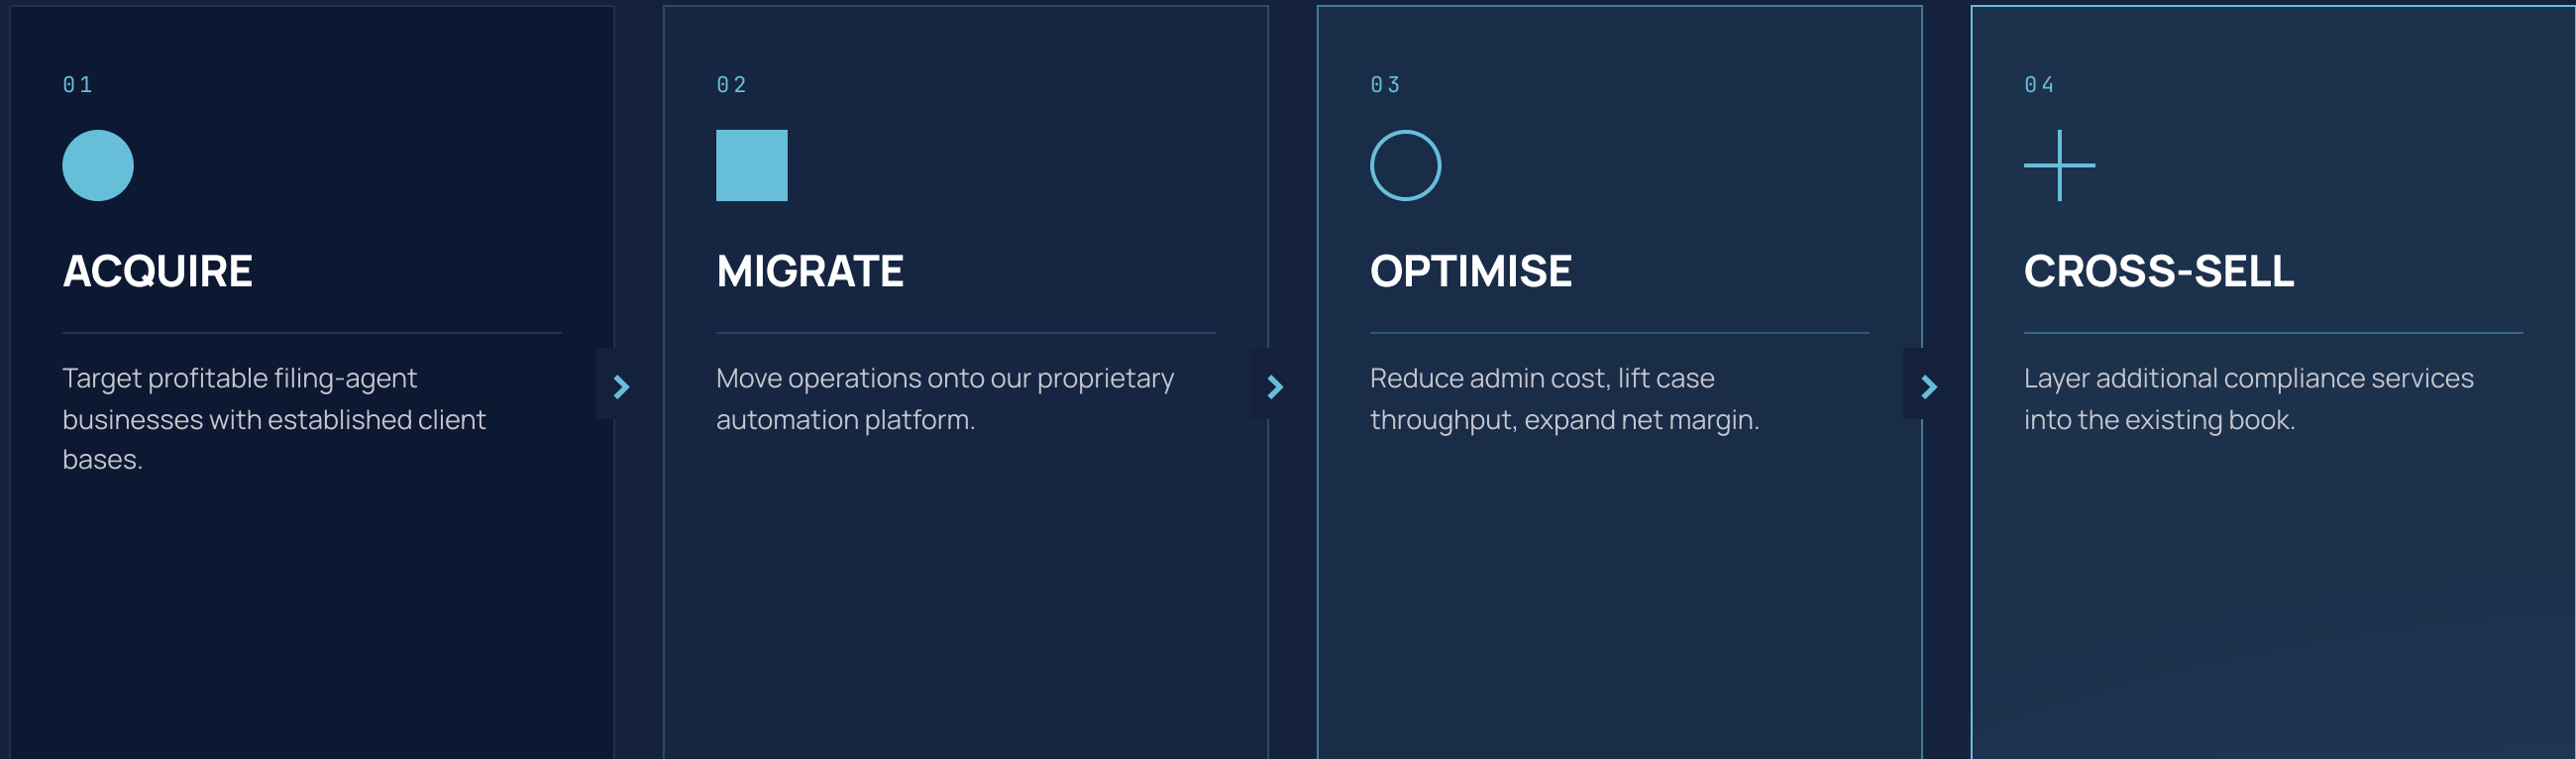 01
ACQUIRE
Target profitable filing-agent
businesses with established client
bases.
02
MIGRATE
Move operations onto our proprietary
automation platform.
03
OPTIMISE
Reduce admin cost, lift case
throughput, expand net margin.
04
CROSS-SELL
Layer additional compliance services
into the existing book.